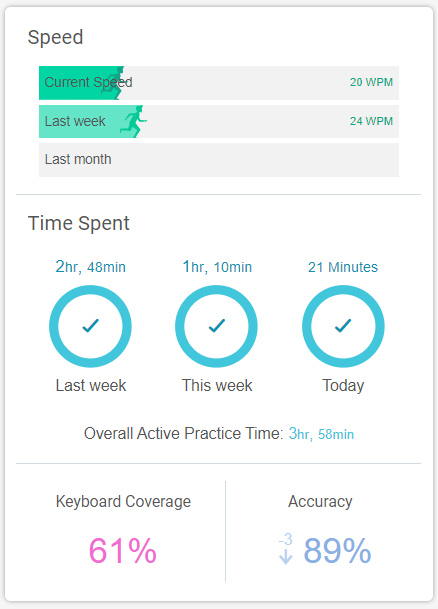 Speed
Current Speed 20 WPM
Last week 24 WPM
Last month
Time Spent
2hr, 48min 1hr, 10min 21 Minutes
Last week This week Today
Overall Active Practice Time: 3hr, 58min
Keyboard Coverage Accuracy
61% -3 89%